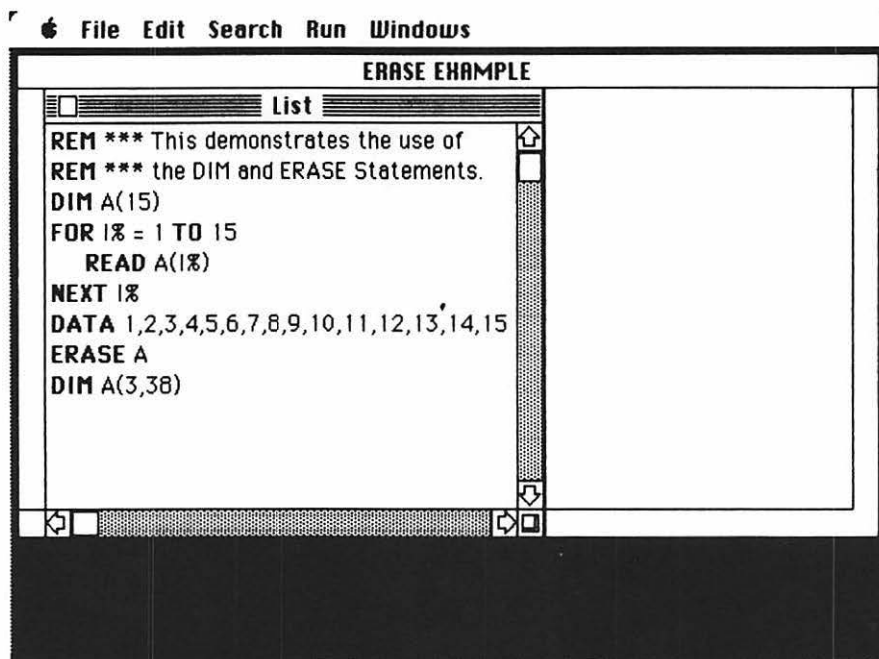 File Edit Search Run Windows
ERASE EXAMPLE
List
REM *** This demonstrates the use of
REM *** the DIM and ERASE Statements.
DIM A(15)
FOR I% = 1 TO 15
READ A(I%)
NEXT I%
DATA 1,2,3,4,5,6,7,8,9,10,11,12,13,14,15
ERASE A
DIM A(3,38)